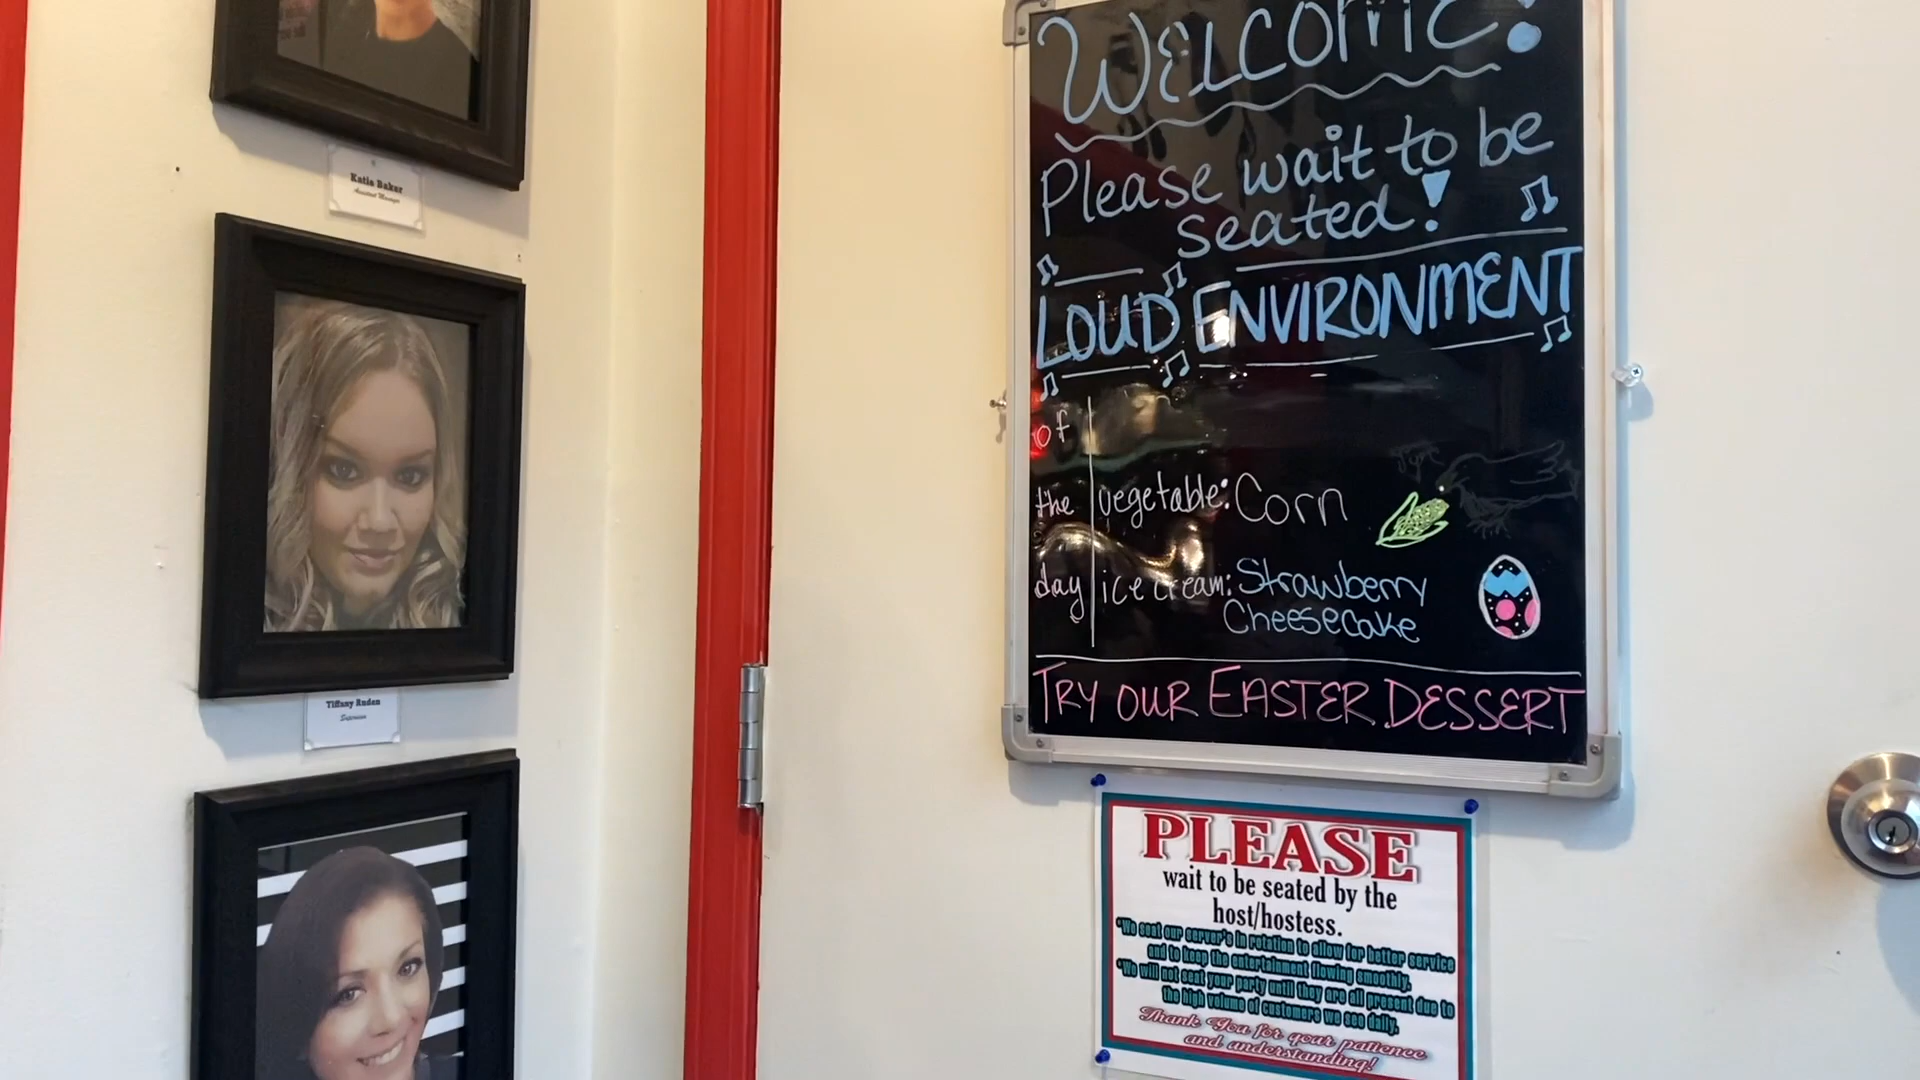 Katie Baker
Assistant Manager
Tiffany Ruden
Supervisor
WELCOME!
Please wait to be
seated!
LOUD ENVIRONMENT
of
the
day
vegetable: Corn
ice cream: Strawberry
Cheesecake
TRY OUR EASTER DESSERT
PLEASE
wait to be seated by the
host/hostess.
*We seat our server's in rotation to allow for better service
and to keep the entertainment flowing smoothly.
*We will not seat your party until they are all present due to
the high volume of customers we see daily.
Thank You for your patience
and understanding!